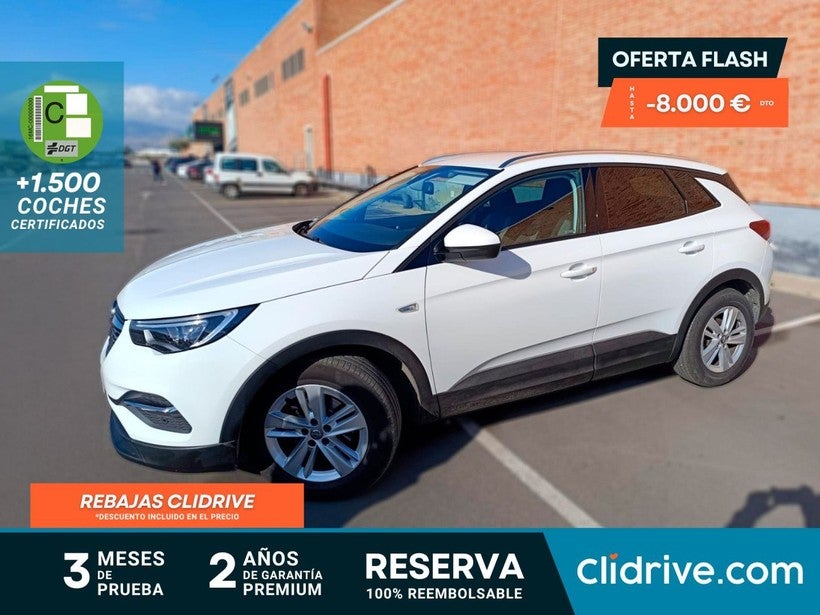 OFERTA FLASH
HASTA
-8.000 € DTO
C
DGT
+1.500
COCHES
CERTIFICADOS
REBAJAS CLIDRIVE
*DESCUENTO INCLUIDO EN EL PRECIO
3 MESES
DE
PRUEBA
2 AÑOS
DE GARANTÍA
PREMIUM
RESERVA
100% REEMBOLSABLE
Clidrive.com